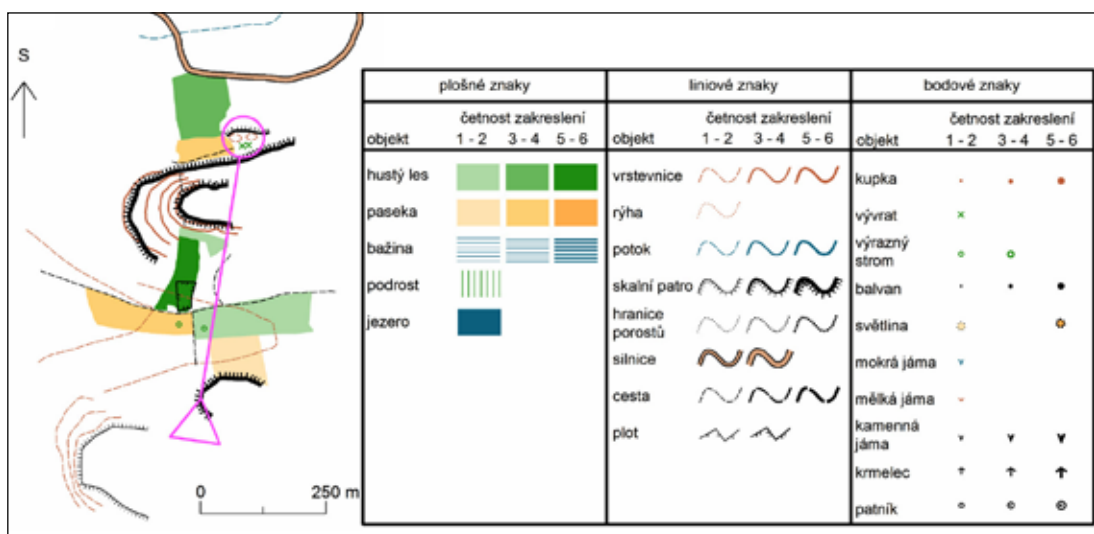 S
0 250 m
plošné znaky
objekt
četnost zakreslení
1 - 2 3 - 4 5 - 6
hustý les
paseka
bažina
podrost
jezero
liniové znaky
objekt
četnost zakreslení
1 - 2 3 - 4 5 - 6
vrstevnice
rýha
potok
skalní patro
hranice
porostů
silnice
cesta
plot
bodové znaky
objekt
četnost zakreslení
1 - 2 3 - 4 5 - 6
kupka
vývrat
výrazný
strom
balvan
světlina
mokrá jáma
mělká jáma
kamenná
jáma
krmelec
patník